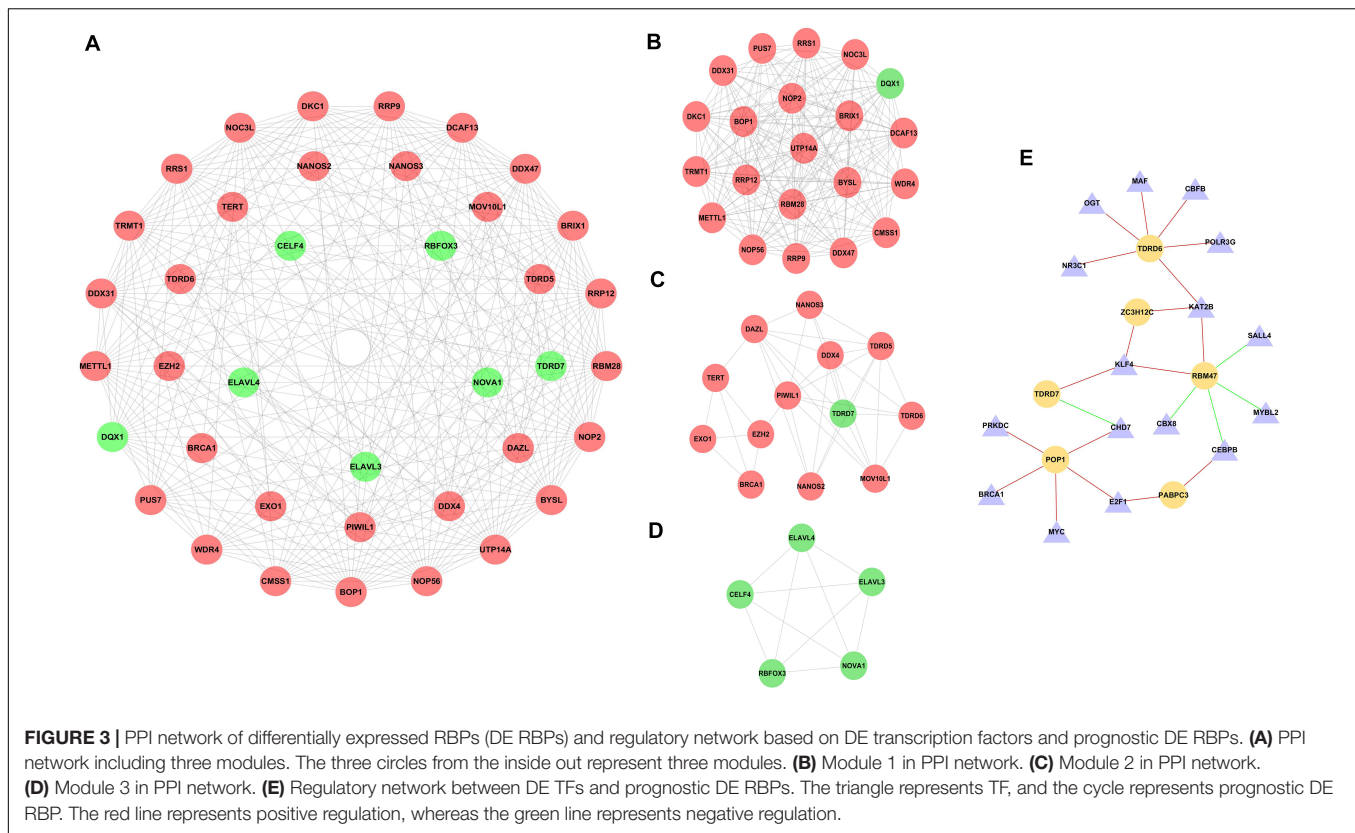 A
DKC1
RRP9
NOC3L
DCAF13
RRS1
NANOS2
NANOS3
DDX47
TRMT1
TERT
MOV10L1
BRIX1
CELF4
RBFOX3
DDX31
TDRD6
TDRD5
RRP12
METTL1
EZH2
ELAVL4
NOVA1
TDRD7
RBM28
DQX1
BRCA1
ELAVL3
DAZL
NOP2
PUS7
EXO1
PIWIL1
DDX4
BYSL
WDR4
CMSS1
BOP1
NOP56
UTP14A
B
PUS7
RRS1
NOC3L
DDX31
DQX1
NOP2
DKC1
BOP1
BRIX1
DCAF13
UTP14A
TRMT1
RRP12
BYSL
WDR4
METTL1
RBM28
CMSS1
NOP56
RRP9
DDX47
C
NANOS3
DAZL
DDX4
TDRD5
TERT
PIWIL1
TDRD7
TDRD6
EXO1
EZH2
BRCA1
NANOS2
MOV10L1
D
ELAVL4
CELF4
ELAVL3
RBFOX3
NOVA1
E
MAF
CBFB
OGT
TDRD6
POLR3G
NR3C1
ZC3H12C
KAT2B
SALL4
KLF4
RBM47
TDRD7
MYBL2
CBX8
PRKDC
CHD7
CEBPB
POP1
BRCA1
E2F1
PABPC3
MYC
FIGURE 3 | PPI network of differentially expressed RBPs (DE RBPs) and regulatory network based on DE transcription factors and prognostic DE RBPs. (A) PPI
network including three modules. The three circles from the inside out represent three modules. (B) Module 1 in PPI network. (C) Module 2 in PPI network.
(D) Module 3 in PPI network. (E) Regulatory network between DE TFs and prognostic DE RBPs. The triangle represents TF, and the cycle represents prognostic DE
RBP. The red line represents positive regulation, whereas the green line represents negative regulation.